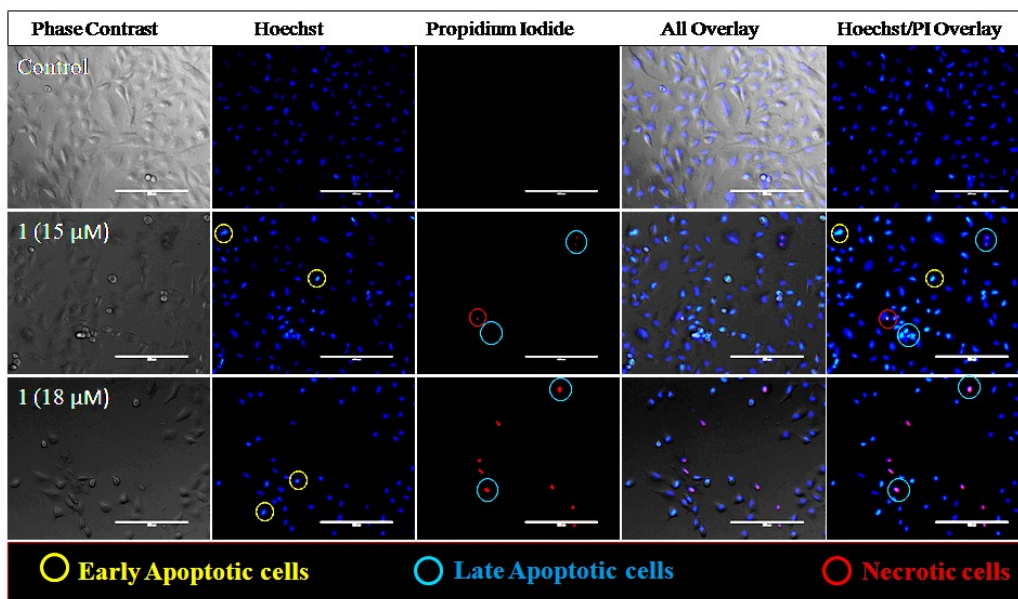 Phase Contrast Hoechst Propidium Iodide All Overlay Hoechst/PI Overlay
Control
1 (15 μM)
1 (18 μM)
Early Apoptotic cells Late Apoptotic cells Necrotic cells